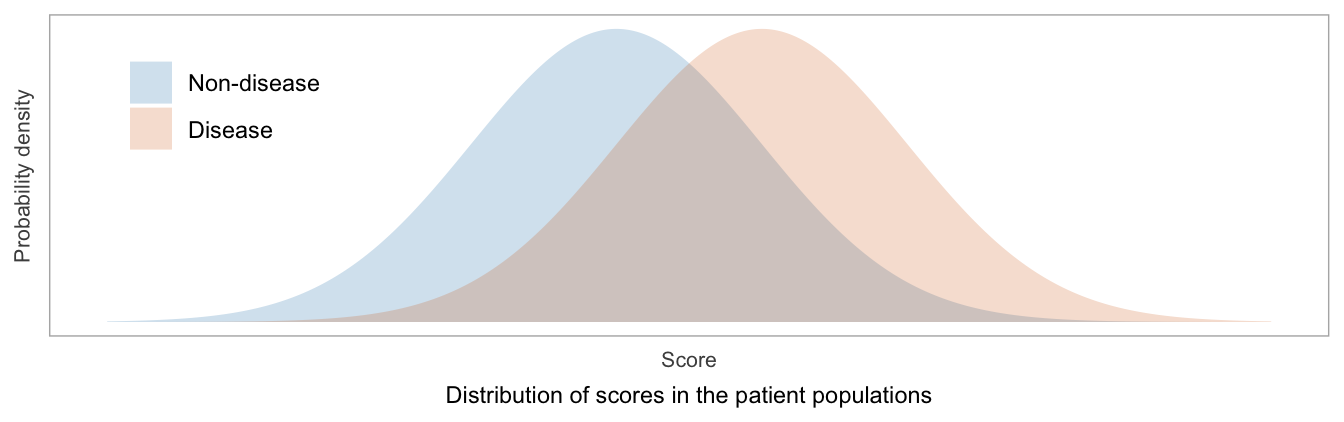 Non-disease
Disease
Probability density
Score
Distribution of scores in the patient populations